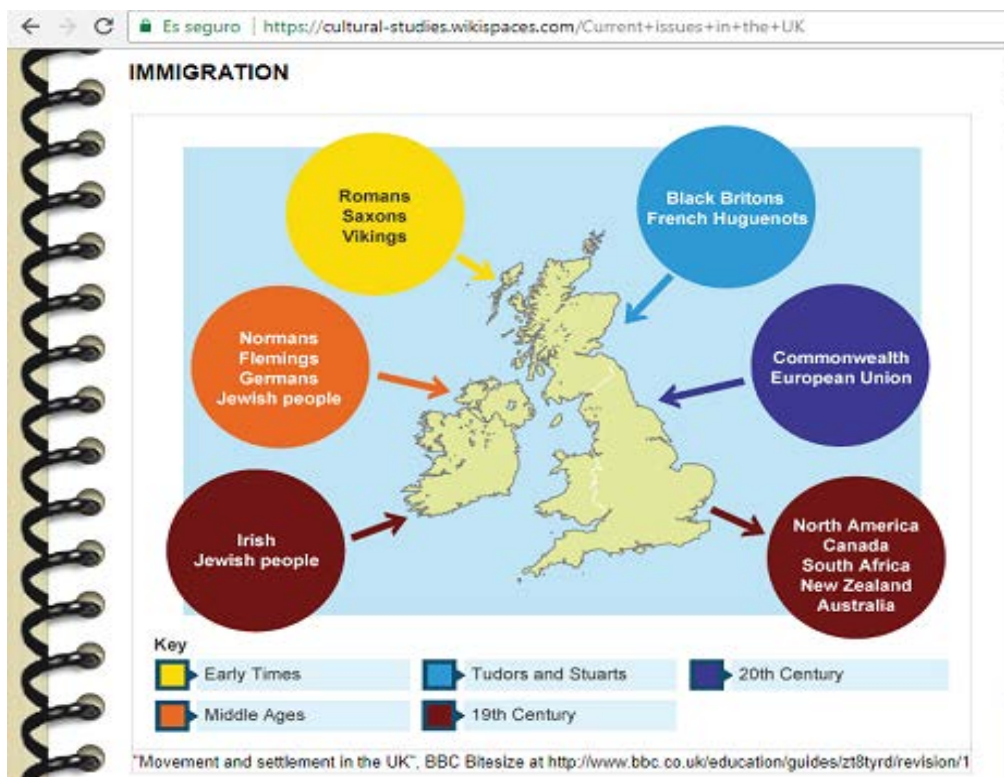 Es seguro | https://cultural-studies.wikispaces.com/Current+issues+in+the+UK
IMMIGRATION
Romans
Saxons
Vikings
Black Britons
French Huguenots
Normans
Flemings
Germans
Jewish people
Commonwealth
European Union
Irish
Jewish people
North America
Canada
South Africa
New Zealand
Australia
Key
Early Times
Tudors and Stuarts
20th Century
Middle Ages
19th Century
"Movement and settlement in the UK", BBC Bitesize at http://www.bbc.co.uk/education/guides/zt8tyrd/revision/1